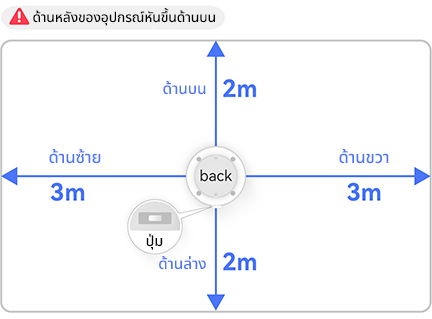 ด้านหลังของอุปกรณ์หันขึ้นด้านบน
ด้านบน 2m
ด้านซ้าย
3m
back
ด้านขวา
3m
ปุ่ม
ด้านล่าง 2m